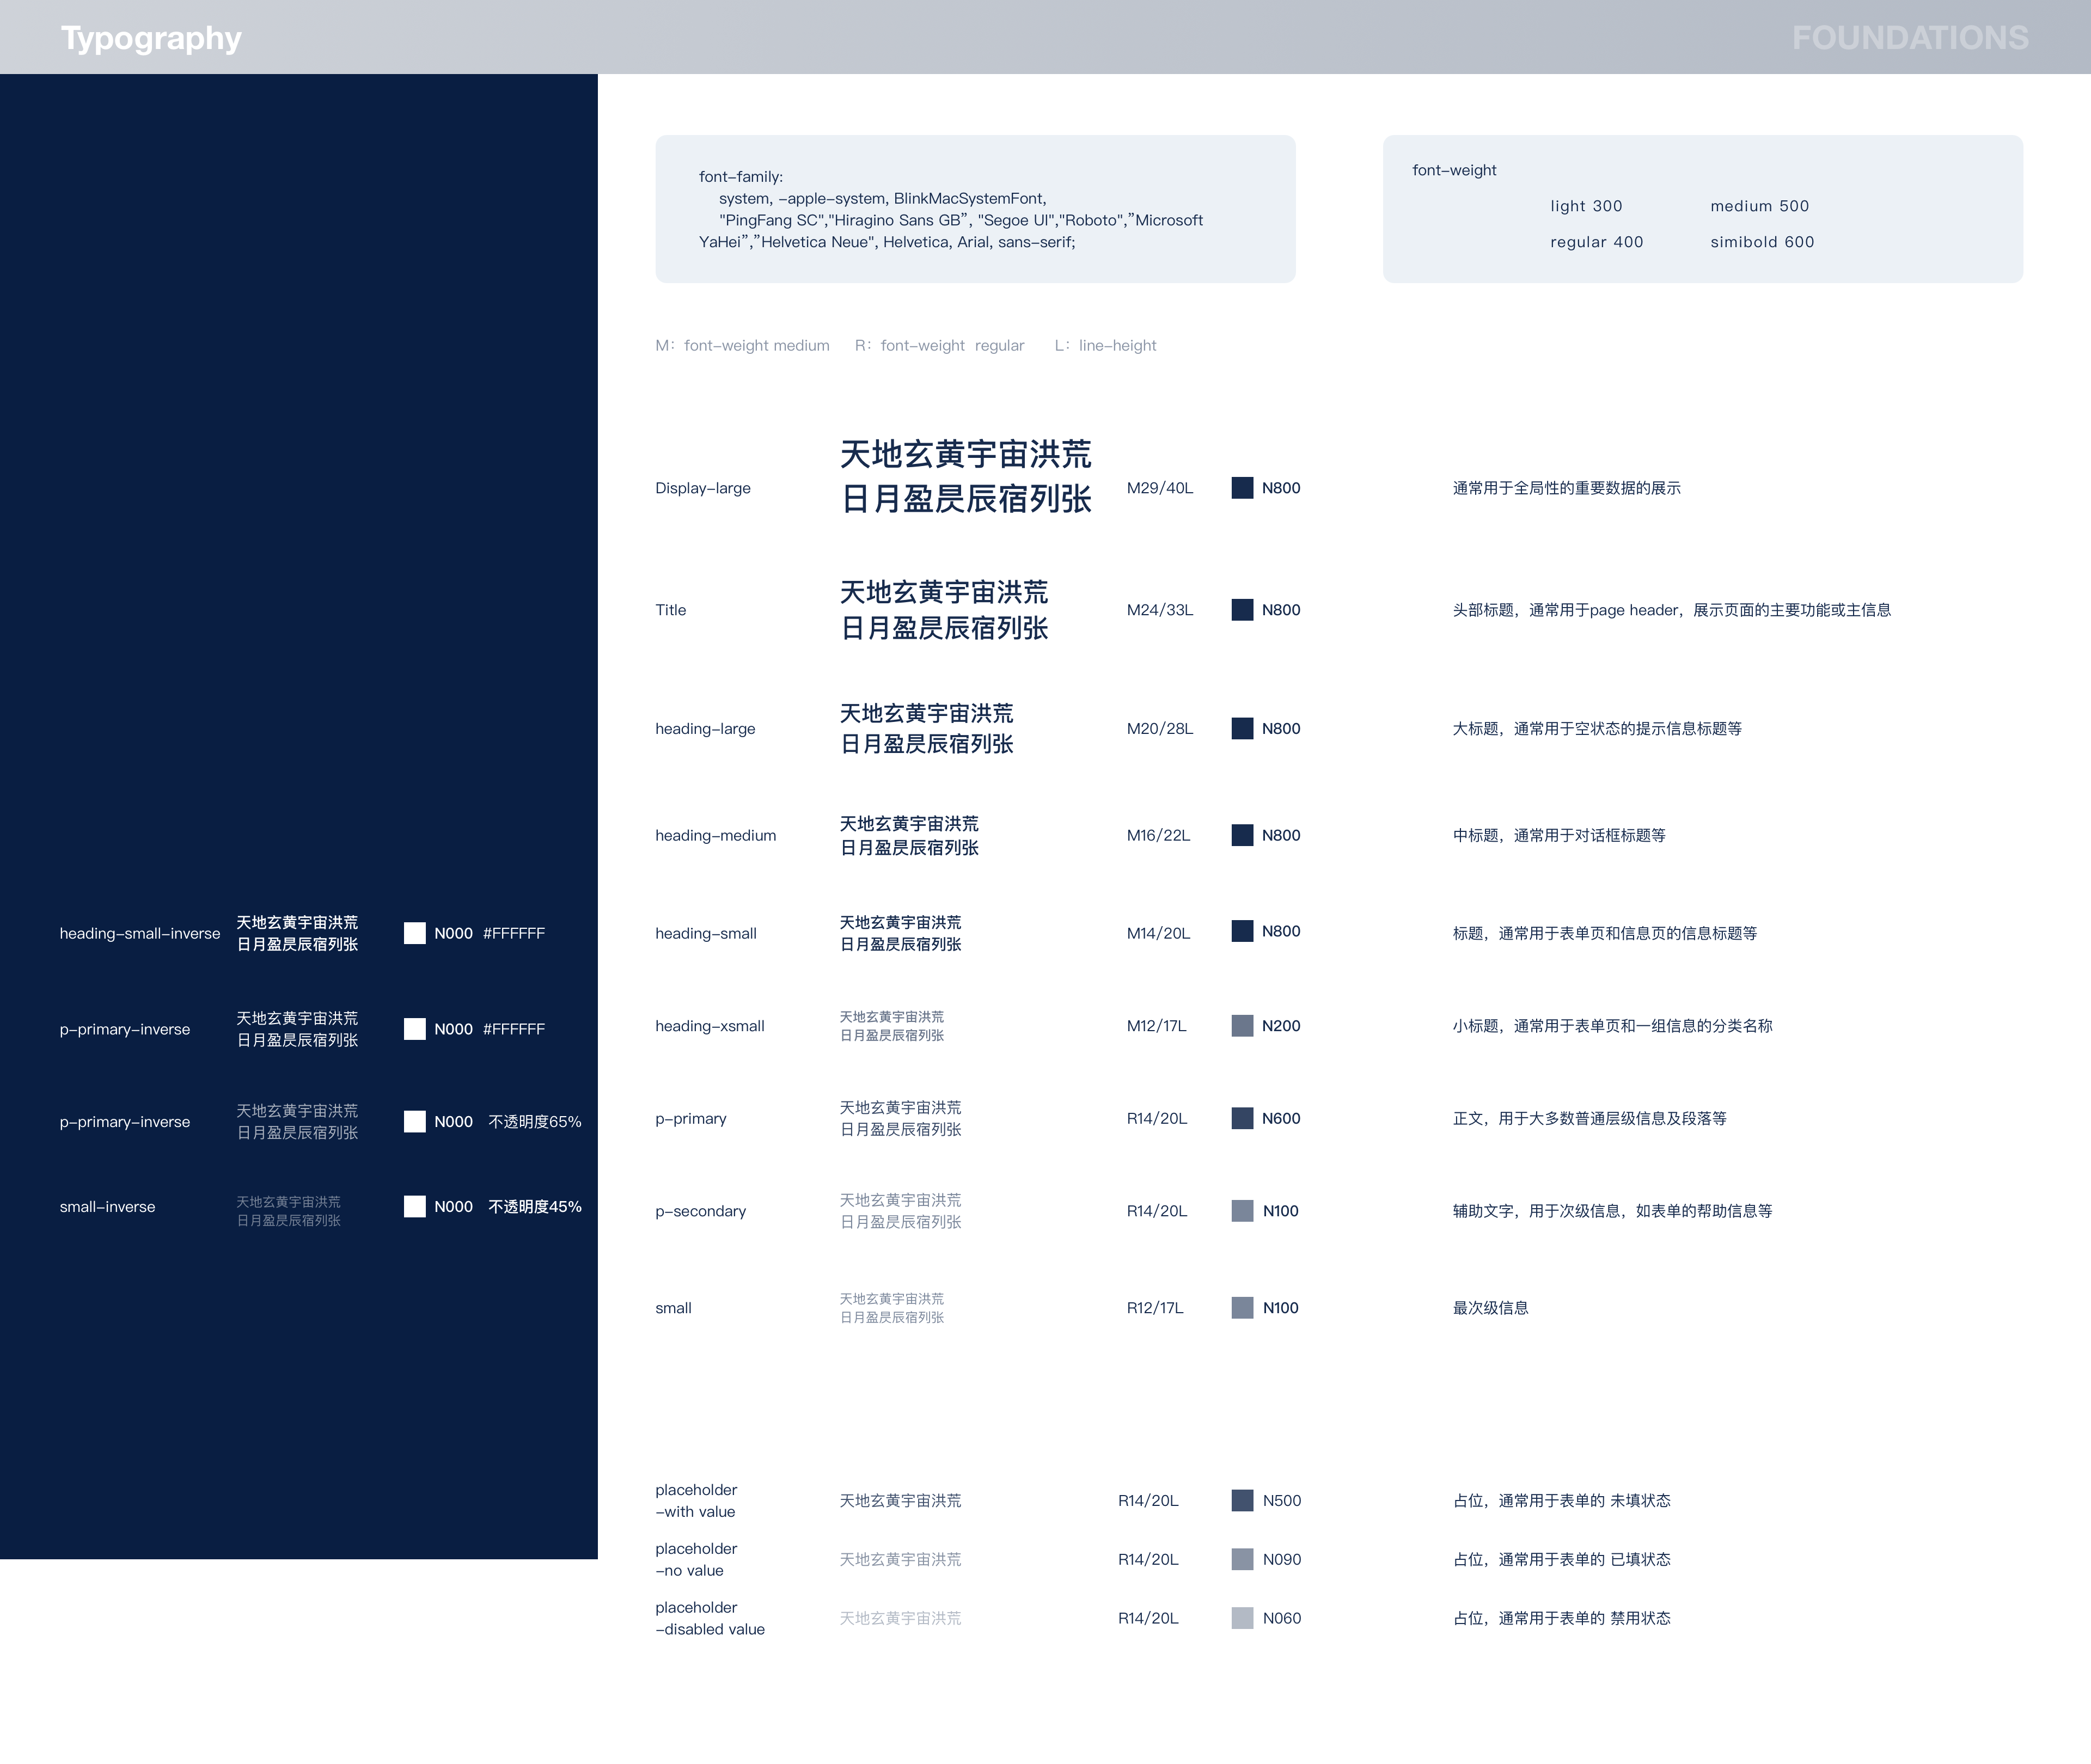 Typography
FOUNDATIONS
font-family:
system, -apple-system, BlinkMacSystemFont,
"PingFang SC","Hiragino Sans GB”, "Segoe UI","Roboto",”Microsoft
YaHei”,”Helvetica Neue", Helvetica, Arial, sans-serif;
font-weight
light 300 medium 500
regular 400 simibold 600
M：font-weight medium R：font-weight regular L：line-height
Display-large
天地玄黄宇宙洪荒
日月盈昃辰宿列张
M29/40L
N800
通常用于全局性的重要数据的展示
Title
天地玄黄宇宙洪荒
日月盈昃辰宿列张
M24/33L
N800
头部标题，通常用于page header，展示页面的主要功能或主信息
heading-large
天地玄黄宇宙洪荒
日月盈昃辰宿列张
M20/28L
N800
大标题，通常用于空状态的提示信息标题等
heading-medium
天地玄黄宇宙洪荒
日月盈昃辰宿列张
M16/22L
N800
中标题，通常用于对话框标题等
heading-small-inverse
天地玄黄宇宙洪荒
日月盈昃辰宿列张
N000 #FFFFFF
heading-small
天地玄黄宇宙洪荒
日月盈昃辰宿列张
M14/20L
N800
标题，通常用于表单页和信息页的信息标题等
p-primary-inverse
天地玄黄宇宙洪荒
日月盈昃辰宿列张
N000 #FFFFFF
heading-xsmall
天地玄黄宇宙洪荒
日月盈昃辰宿列张
M12/17L
N200
小标题，通常用于表单页和一组信息的分类名称
p-primary-inverse
天地玄黄宇宙洪荒
日月盈昃辰宿列张
N000 不透明度65%
p-primary
天地玄黄宇宙洪荒
日月盈昃辰宿列张
R14/20L
N600
正文，用于大多数普通层级信息及段落等
small-inverse
天地玄黄宇宙洪荒
日月盈昃辰宿列张
N000 不透明度45%
p-secondary
天地玄黄宇宙洪荒
日月盈昃辰宿列张
R14/20L
N100
辅助文字，用于次级信息，如表单的帮助信息等
small
天地玄黄宇宙洪荒
日月盈昃辰宿列张
R12/17L
N100
最次级信息
placeholder
-with value
天地玄黄宇宙洪荒
R14/20L
N500
占位，通常用于表单的 未填状态
placeholder
-no value
天地玄黄宇宙洪荒
R14/20L
N090
占位，通常用于表单的 已填状态
placeholder
-disabled value
天地玄黄宇宙洪荒
R14/20L
N060
占位，通常用于表单的 禁用状态